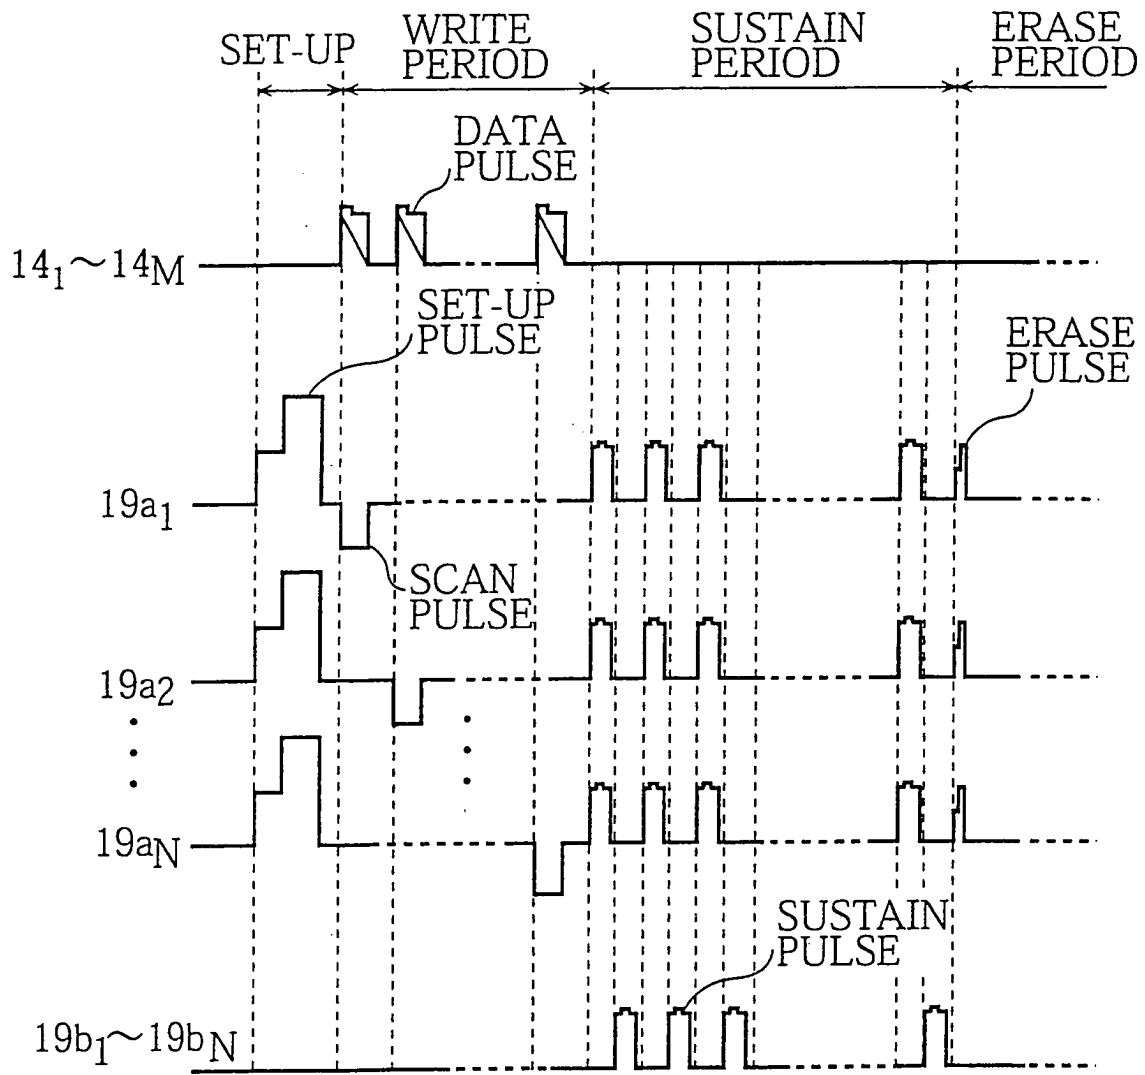 SET-UP
WRITE
PERIOD
SUSTAIN
PERIOD
ERASE
PERIOD
DATA
PULSE
14₁~14M
SET-UP
PULSE
ERASE
PULSE
19a₁
SCAN
PULSE
19a₂
19aN
SUSTAIN
PULSE
19b₁~19bN